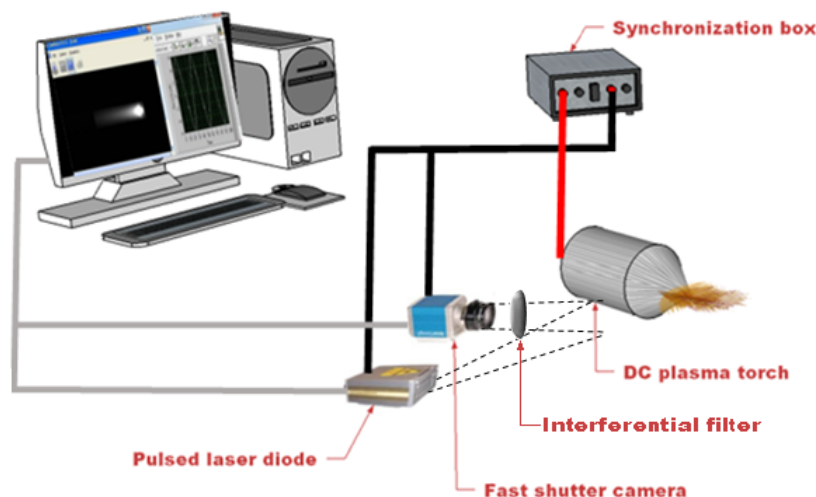 Synchronization box
DC plasma torch
Interferential filter
Pulsed laser diode
Fast shutter camera